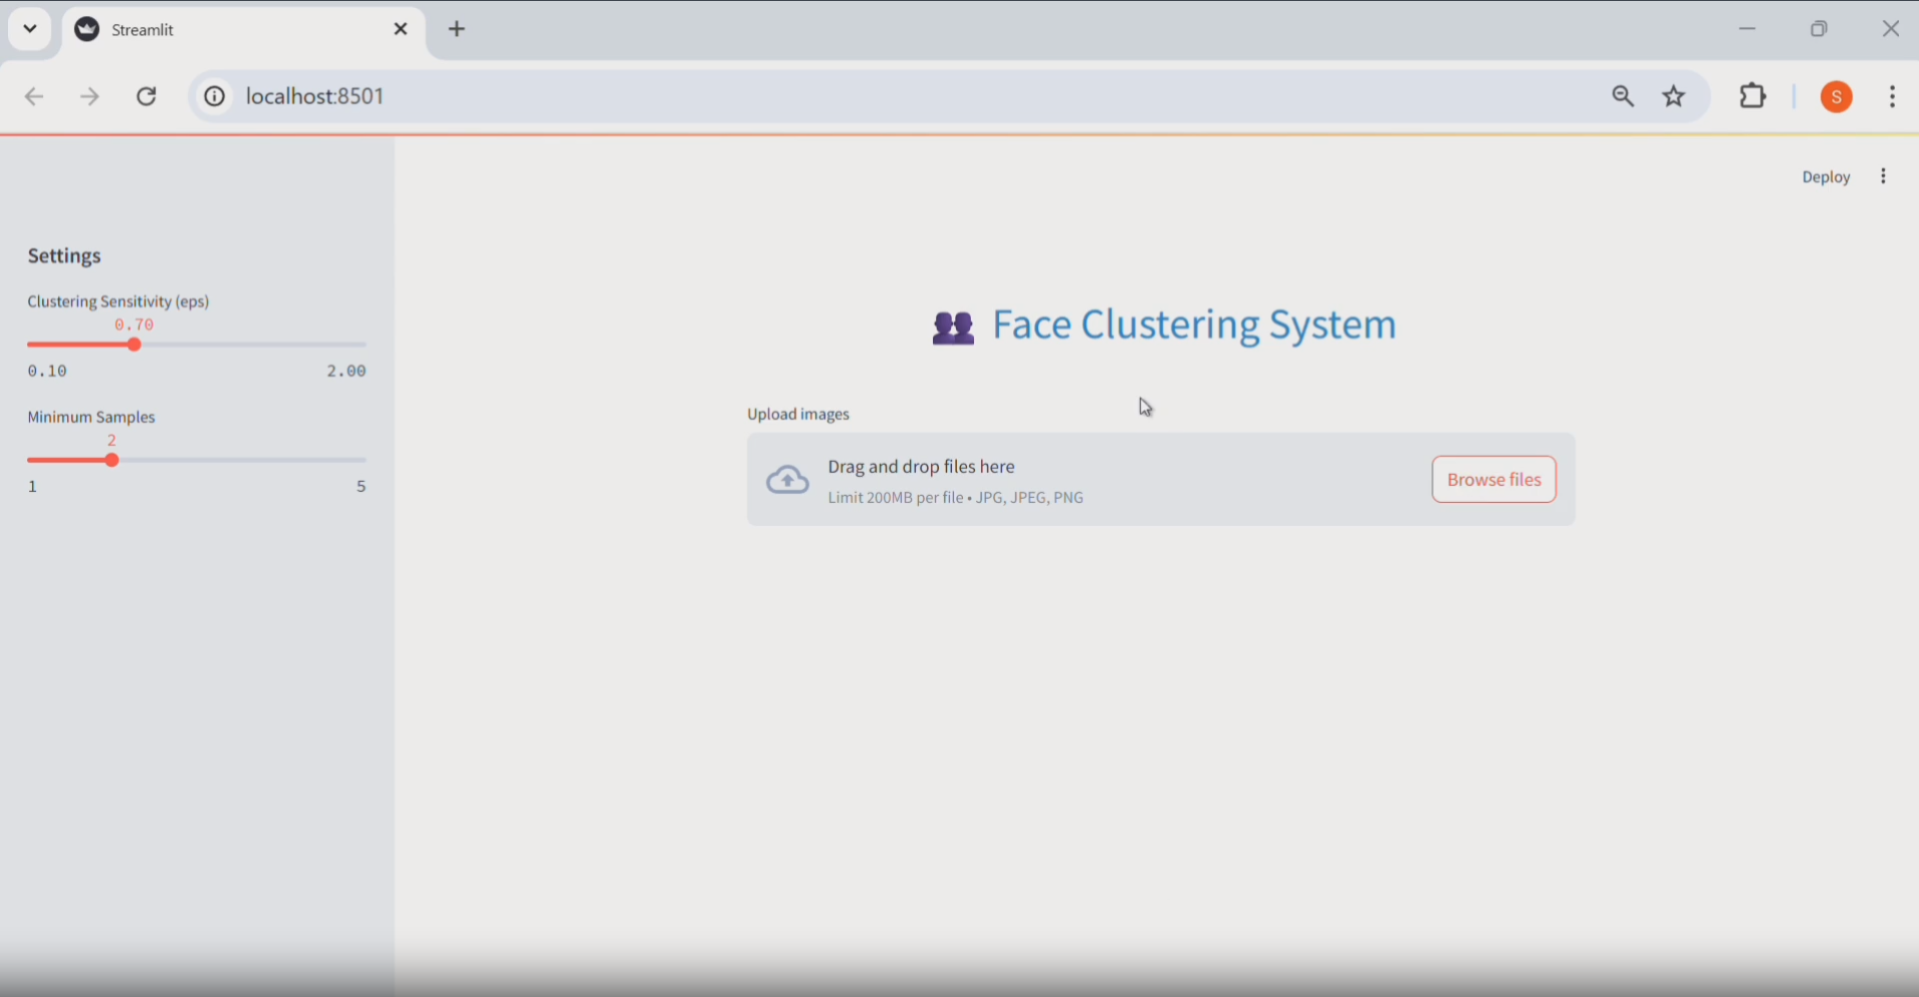 Streamlit
localhost:8501
S
Deploy
Settings
Clustering Sensitivity (eps)
0.70
0.10 2.00
Minimum Samples
2
1 5
Face Clustering System
Upload images
Drag and drop files here
Limit 200MB per file • JPG, JPEG, PNG
Browse files